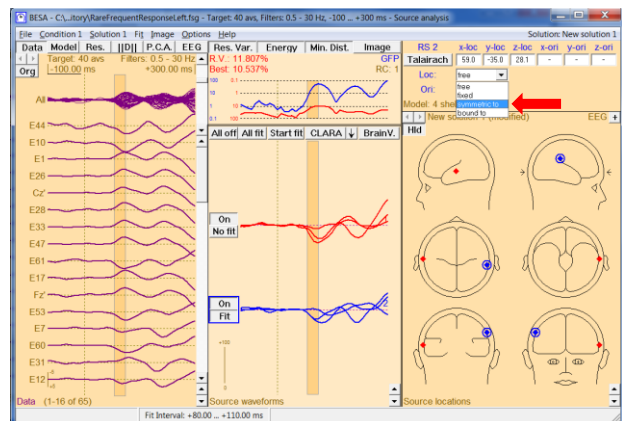 BESA - C:\...itory\RareFrequentResponseLeft.fsg - Target: 40 avs, Filters: 0.5 - 30 Hz, -100 ... +300 ms - Source analysis
File Condition 1 Solution 1 Fit Image Options Help Solution: New solution 1
Data Model Res. ||D|| P.C.A. EEG
Target: 40 avs Filters: 0.5 - 30 Hz
Org -100.00 ms +300.00 ms
All
E44
E10
E1
E26
Cz'
E28
E33
E47
E61
E17
Fz'
E53
E7
E60
E31
E12
Data (1-16 of 65)
Res. Var. Energy Min. Dist. Image
R.V.: 11.807% GFP
Best: 10.537% RC: 1
All off All fit Start fit CLARA BrainV.
On
No fit
On
Fit
2
+100
0
Source waveforms
RS 2 x-loc y-loc z-loc x-ori y-ori z-ori
Talairach 59.0 -35.0 28.1 - - -
Loc: free
Ori: free
fixed
symmetric to
Model: 4 she bound to
New solution 1 (modified) EEG +
Hld
Source locations
Fit Interval: +80.00 ... +110.00 ms